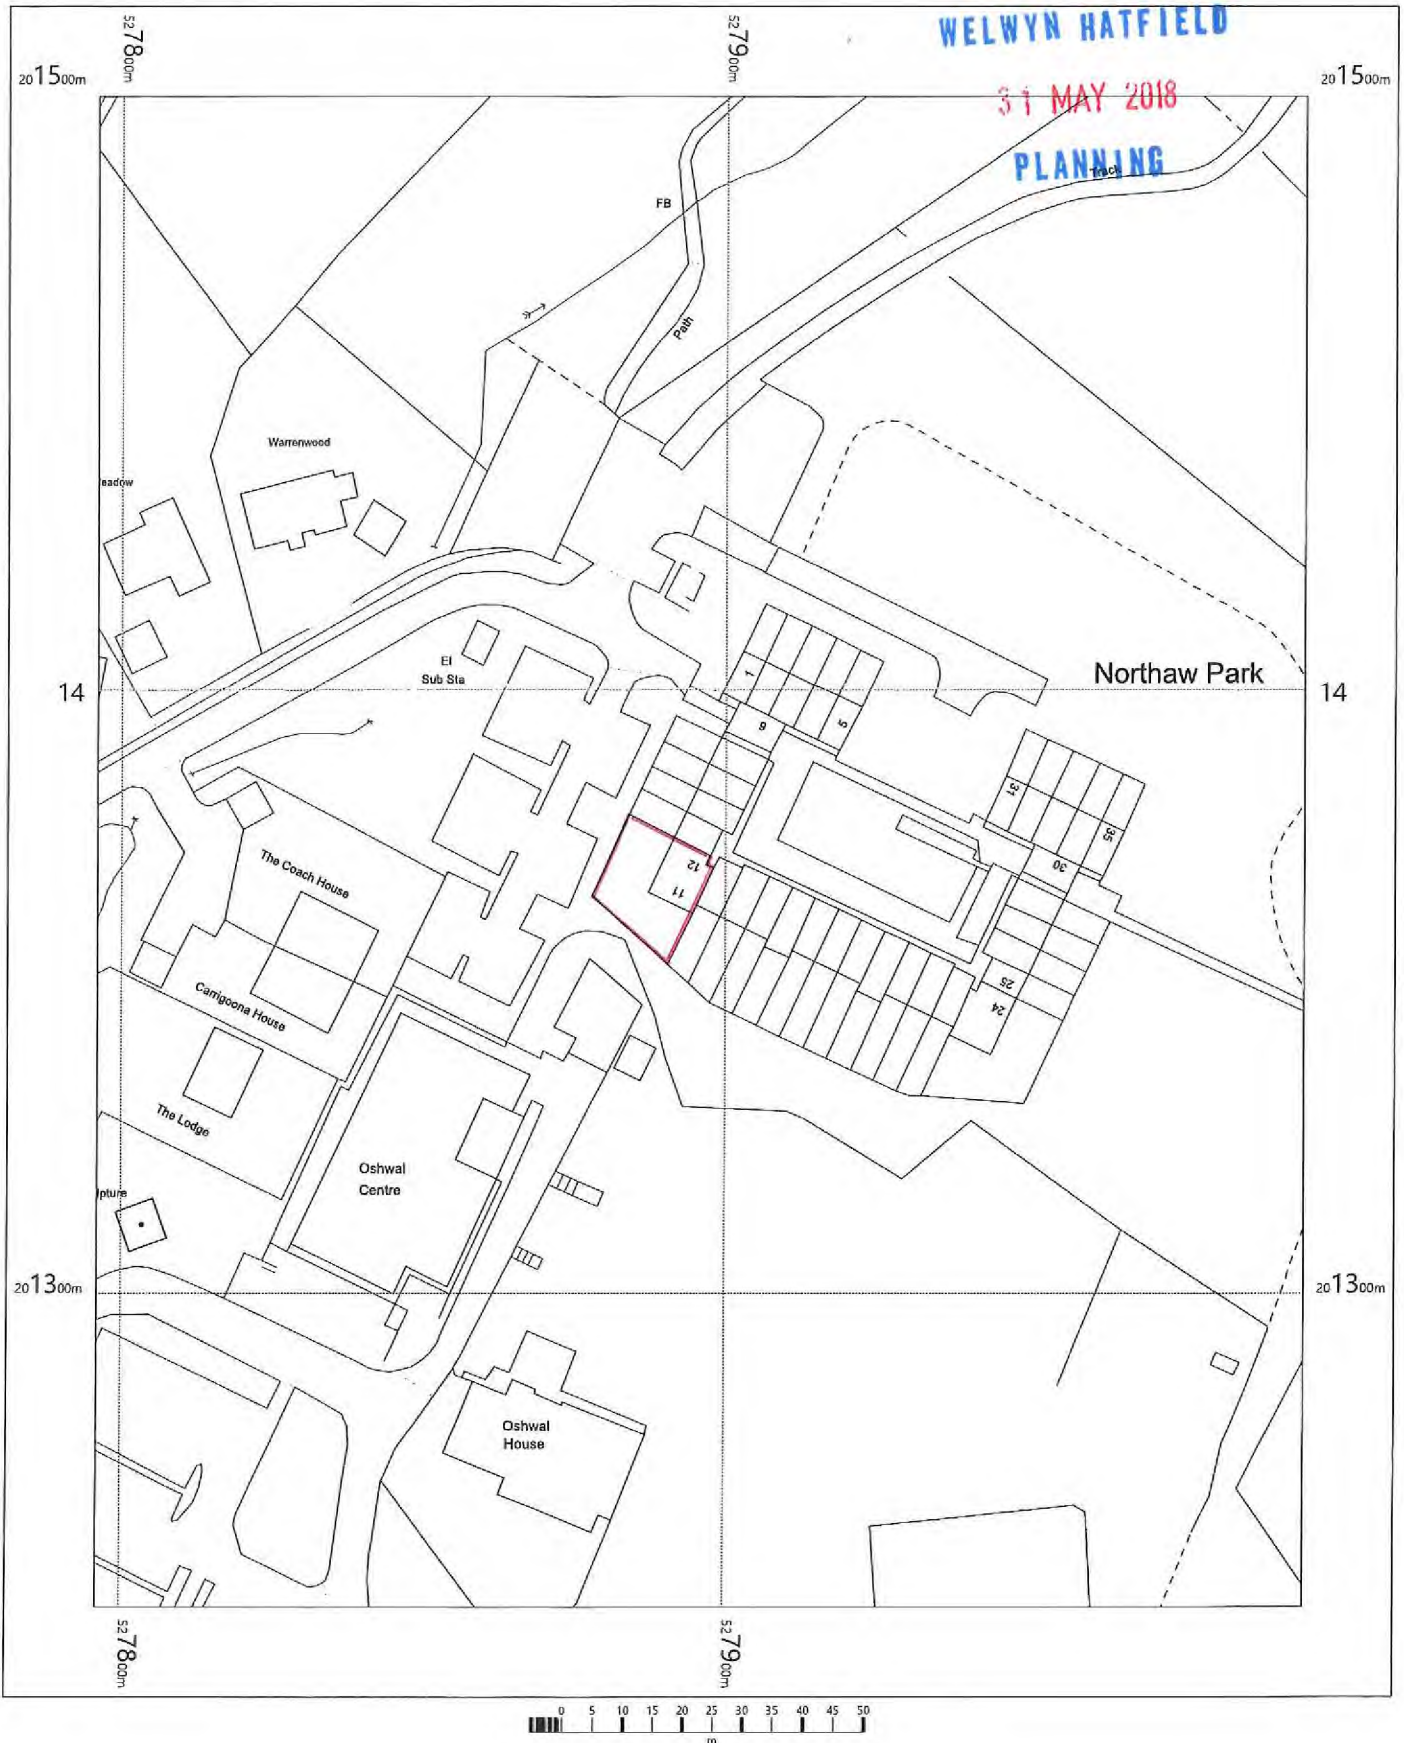 WELWYN HATFIELD
31 MAY 2018
PLANNING
527800m
527900m
201500m
201500m
Track
FB
Path
Warrenwood
eadow
El
Sub Sta
Northaw Park
14
14
1
5
6
31
35
30
12
11
25
24
The Coach House
Carrigoona House
The Lodge
Oshwal
Centre
lpture
201300m
201300m
Oshwal
House
527800m
527900m
0 5 10 15 20 25 30 35 40 45 50
m